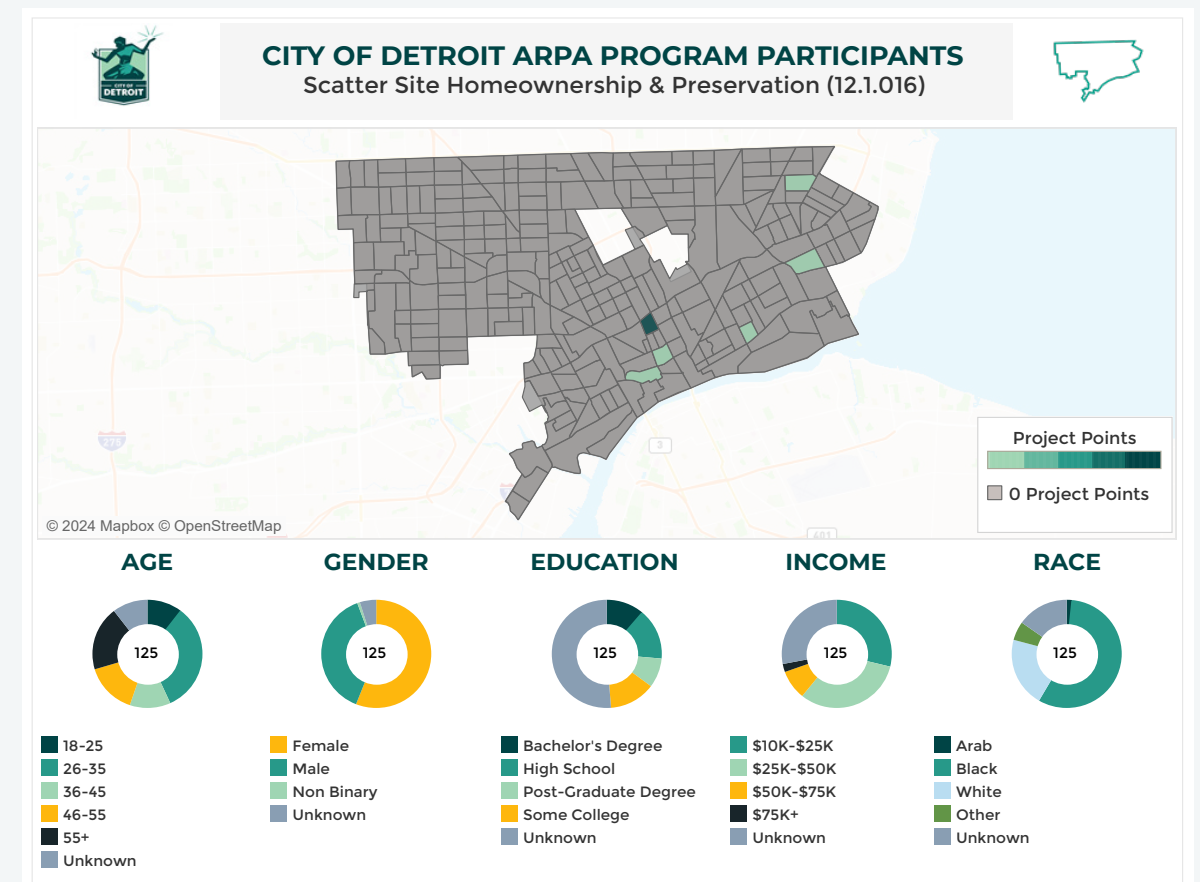 CITY OF
DETROIT
CITY OF DETROIT ARPA PROGRAM PARTICIPANTS
Scatter Site Homeownership & Preservation (12.1.016)
275
3
401
Project Points
0 Project Points
© 2024 Mapbox © OpenStreetMap
AGE
GENDER
EDUCATION
INCOME
RACE
125
125
125
125
125
18-25
26-35
36-45
46-55
55+
Unknown
Female
Male
Non Binary
Unknown
Bachelor's Degree
High School
Post-Graduate Degree
Some College
Unknown
$10K-$25K
$25K-$50K
$50K-$75K
$75K+
Unknown
Arab
Black
White
Other
Unknown